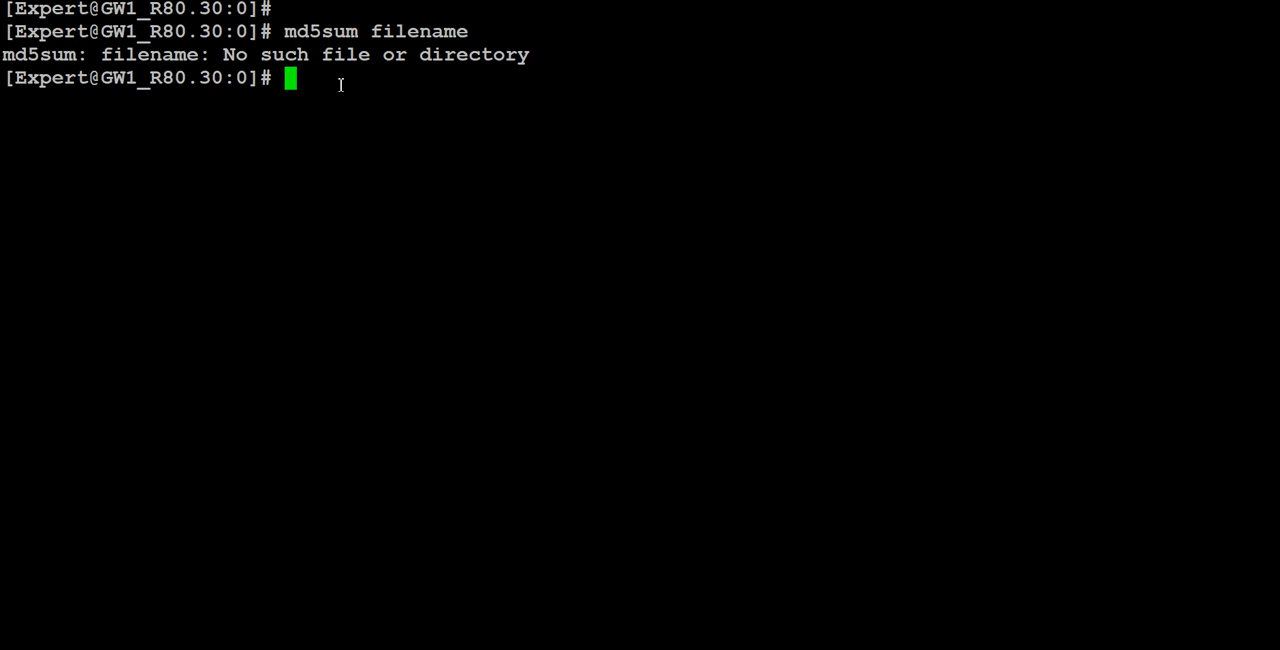 [Expert@GW1_R80.30:0]#
[Expert@GW1_R80.30:0]# md5sum filename
md5sum: filename: No such file or directory
[Expert@GW1_R80.30:0]#